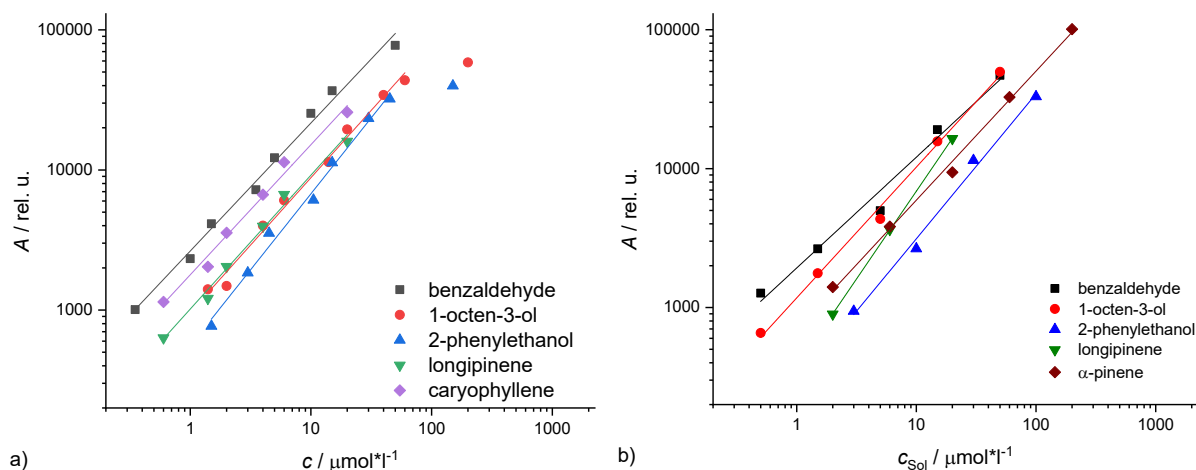 100000
10000
1000
A / rel. u.
benzaldehyde
1-octen-3-ol
2-phenylethanol
longipinene
caryophyllene
1 10 100 1000
a) c / μmol*l-1
100000
10000
1000
A / rel. u.
benzaldehyde
1-octen-3-ol
2-phenylethanol
longipinene
α-pinene
1 10 100 1000
b) cSol / μmol*l-1